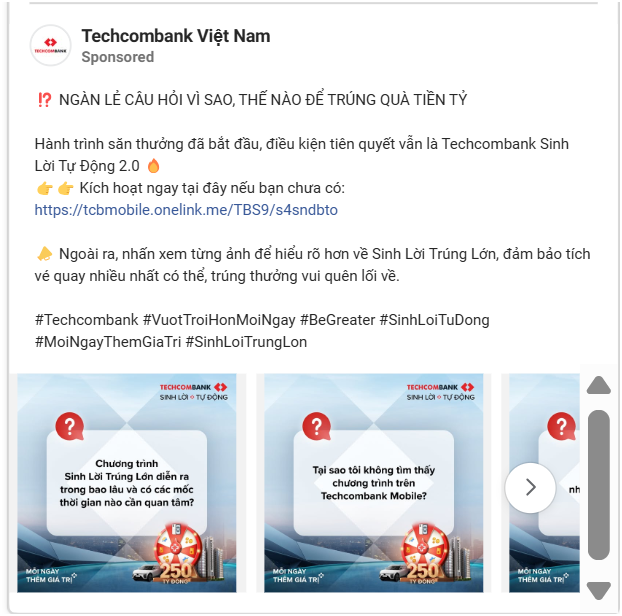 TECHCOMBANK
Techcombank Việt Nam
Sponsored
⁉️ NGÀN LẺ CÂU HỎI VÌ SAO, THẾ NÀO ĐỂ TRÚNG QUÀ TIỀN TỶ
Hành trình săn thưởng đã bắt đầu, điều kiện tiên quyết vẫn là Techcombank Sinh
Lời Tự Động 2.0 🔥
👉👉 Kích hoạt ngay tại đây nếu bạn chưa có:
https://tcbmobile.onelink.me/TBS9/s4sndbto
📣 Ngoài ra, nhấn xem từng ảnh để hiểu rõ hơn về Sinh Lời Trúng Lớn, đảm bảo tích
vé quay nhiều nhất có thể, trúng thưởng vui quên lối về.
#Techcombank #VuotTroiHonMoiNgay #BeGreater #SinhLoiTuDong
#MoiNgayThemGiaTri #SinhLoiTrungLon
TECHCOMBANK
SINH LỜI TỰ ĐỘNG
?
Chương trình
Sinh Lời Trúng Lớn diễn ra
trong bao lâu và có các mốc
thời gian nào cần quan tâm?
MỖI NGÀY
THÊM GIÁ TRỊ
250
TỶ ĐỒNG
TECHCOMBANK
SINH LỜI TỰ ĐỘNG
?
Tại sao tôi không tìm thấy
chương trình trên
Techcombank Mobile?
MỖI NGÀY
THÊM GIÁ TRỊ
250
TỶ ĐỒNG
?
nh
MỖI NGÀY
THÊM GIÁ TRỊ